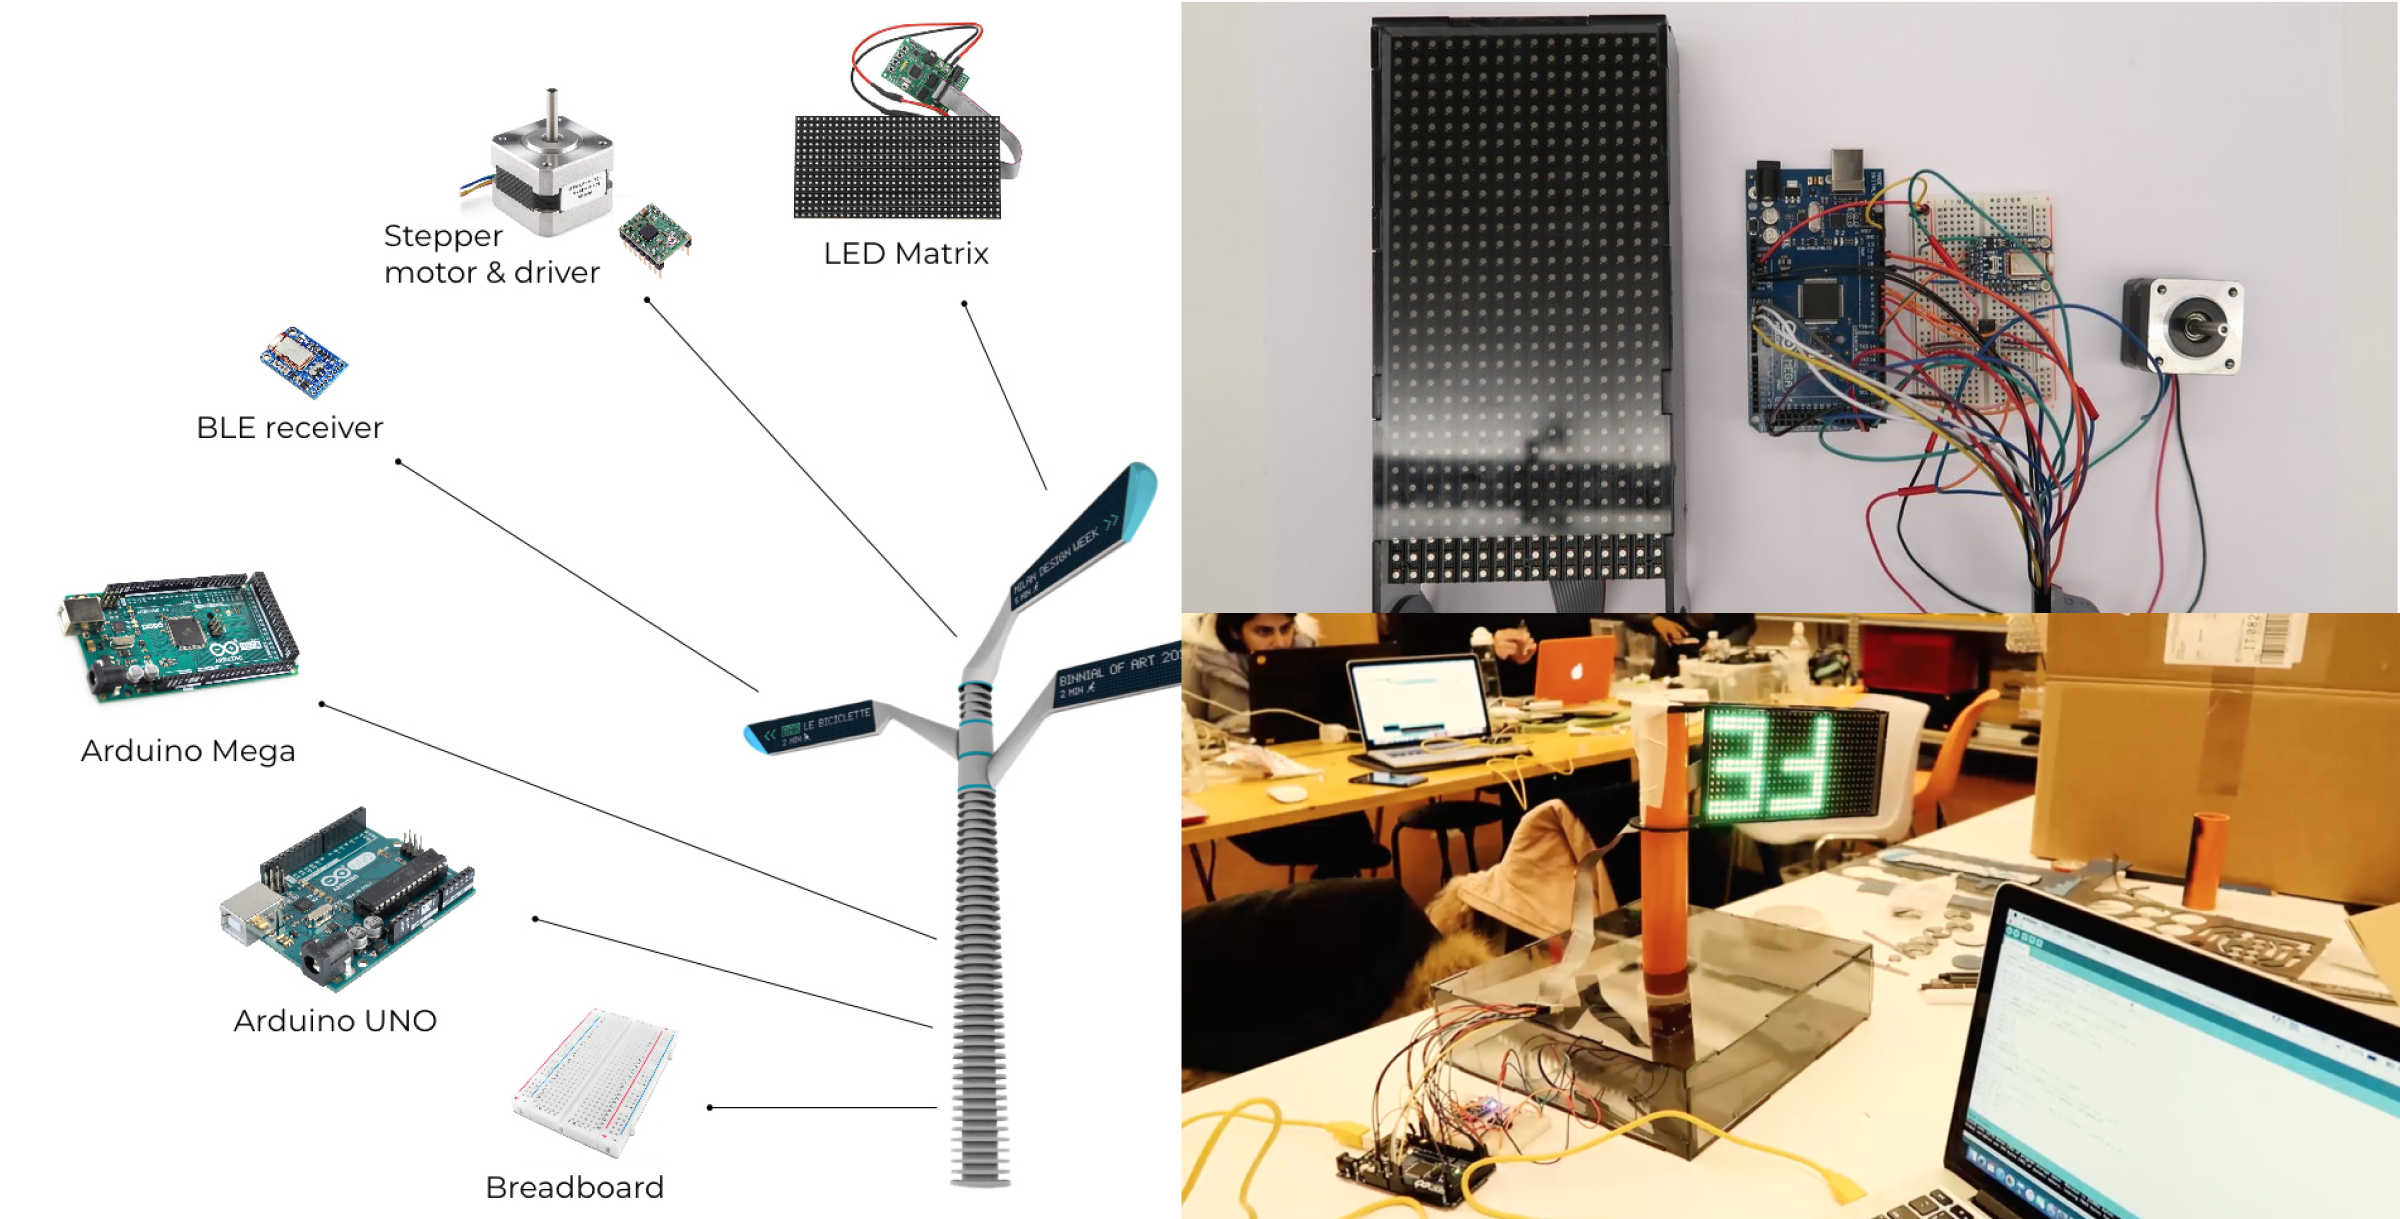 Stepper
motor & driver
LED Matrix
BLE receiver
Arduino Mega
Arduino UNO
Breadboard
MILAN DESIGN WEEK >>
5 MIN
BINNIAL OF ART 20
2 MIN
<< LE BICICLETTE
2 MIN
MEGA